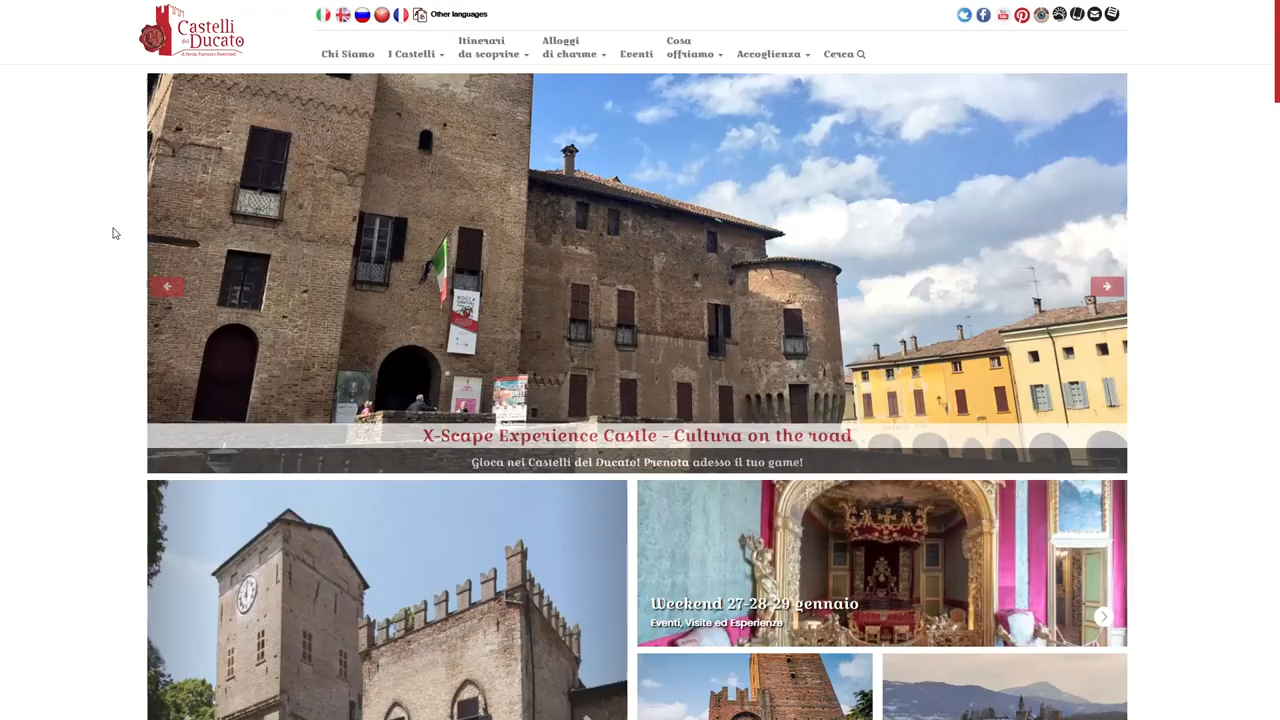 Castelli
del Ducato
Other languages
Chi Siamo
I Castelli
Itinerari
da scoprire
Alloggi
di charme
Eventi
Cosa
offriamo
Accoglienza
Cerca
X-Scape Experience Castle - Cultura on the road
Gioca nei Castelli del Ducato! Prenota adesso il tuo game!
Weekend 27-28-29 gennaio
Eventi, Visite ed Esperienze